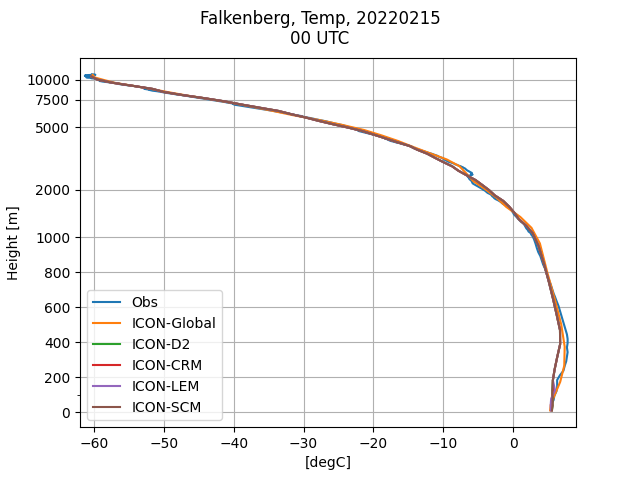 Falkenberg, Temp, 20220215
00 UTC
10000
7500
5000
2000
1000
800
600
400
200
0
Height [m]
Obs
ICON-Global
ICON-D2
ICON-CRM
ICON-LEM
ICON-SCM
−60
−50
−40
−30
−20
−10
0
[degC]